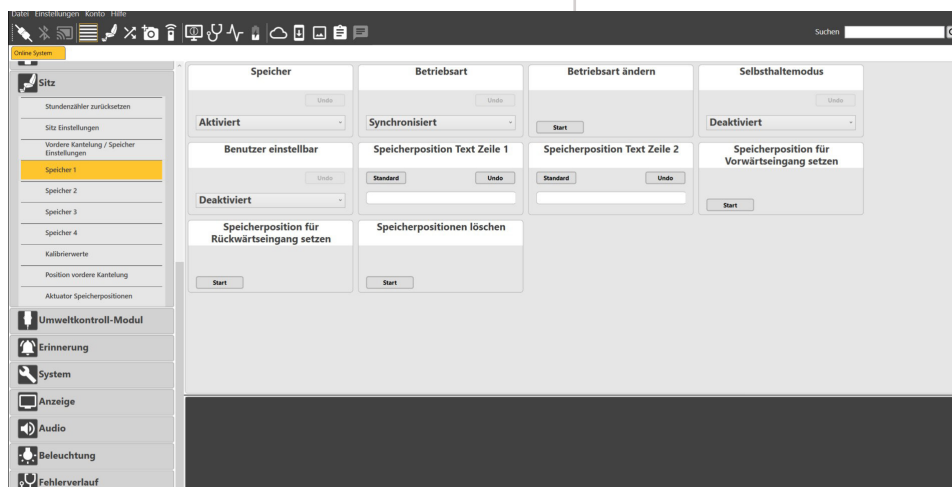 Datei Einstellungen Konto Hilfe
Suchen
Online System
Sitz
Stundenzähler zurücksetzen
Sitz Einstellungen
Vordere Kantelung / Speicher
Einstellungen
Speicher 1
Speicher 2
Speicher 3
Speicher 4
Kalibrierwerte
Position vordere Kantelung
Aktuator Speicherpositionen
Umweltkontroll-Modul
Erinnerung
System
Anzeige
Audio
Beleuchtung
Fehlerverlauf
Speicher
Undo
Aktiviert
Betriebsart
Undo
Synchronisiert
Betriebsart ändern
Start
Selbsthaltemodus
Undo
Deaktiviert
Benutzer einstellbar
Undo
Deaktiviert
Speicherposition Text Zeile 1
Standard Undo
Speicherposition Text Zeile 2
Standard Undo
Speicherposition für
Vorwärtseingang setzen
Start
Speicherposition für
Rückwärtseingang setzen
Start
Speicherpositionen löschen
Start